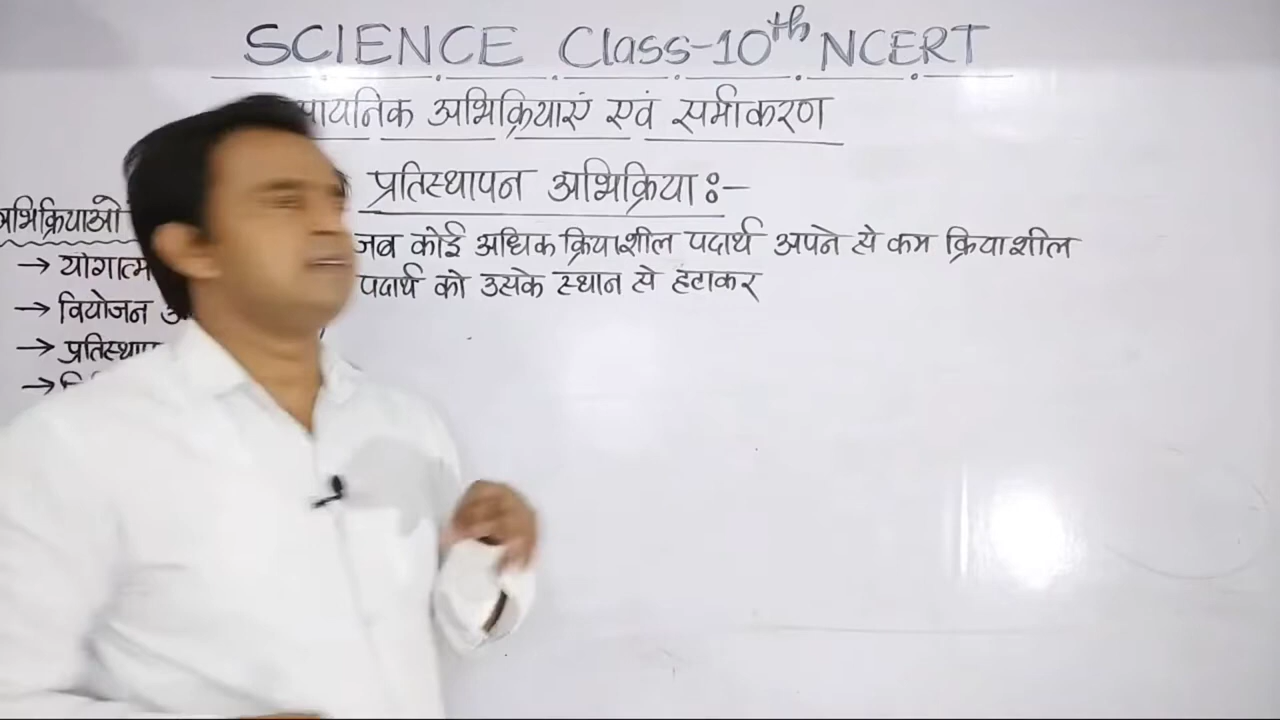 SCIENCE Class-10th NCERT
अभिक्रियाएं एवं समीकरण
प्रतिस्थापन अभिक्रिया :-
जब कोई अधिक क्रियाशील पदार्थ अपने से कम क्रियाशील
पदार्थ को उसके स्थान से हटाकर
अभिक्रियाओ
→ योगात्म
→ वियोजन
→ प्रतिस्थाप